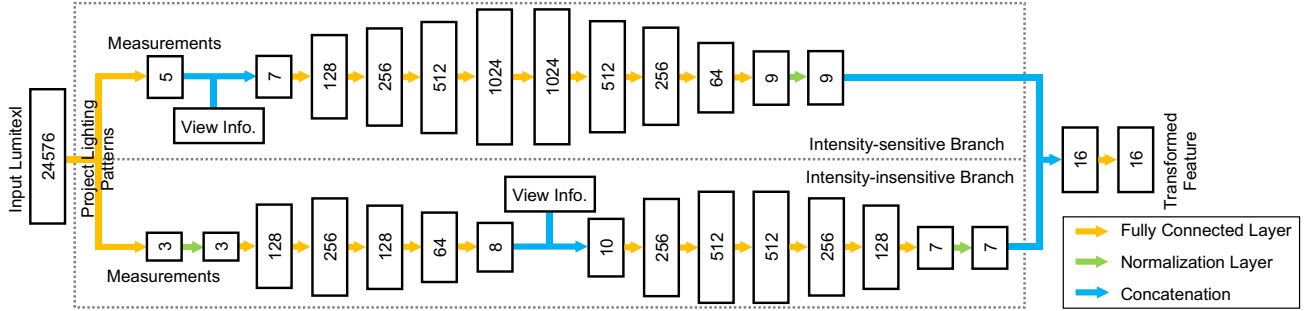 Input Lumitexl
24576
Project Lighting
Patterns
Measurements
5
View Info.
7
128
256
512
1024
1024
512
256
64
9
9
Intensity-sensitive Branch
Intensity-insensitive Branch
3
3
Measurements
128
256
128
64
8
View Info.
10
256
512
512
256
128
7
7
16
16
Transformed
Feature
Fully Connected Layer
Normalization Layer
Concatenation